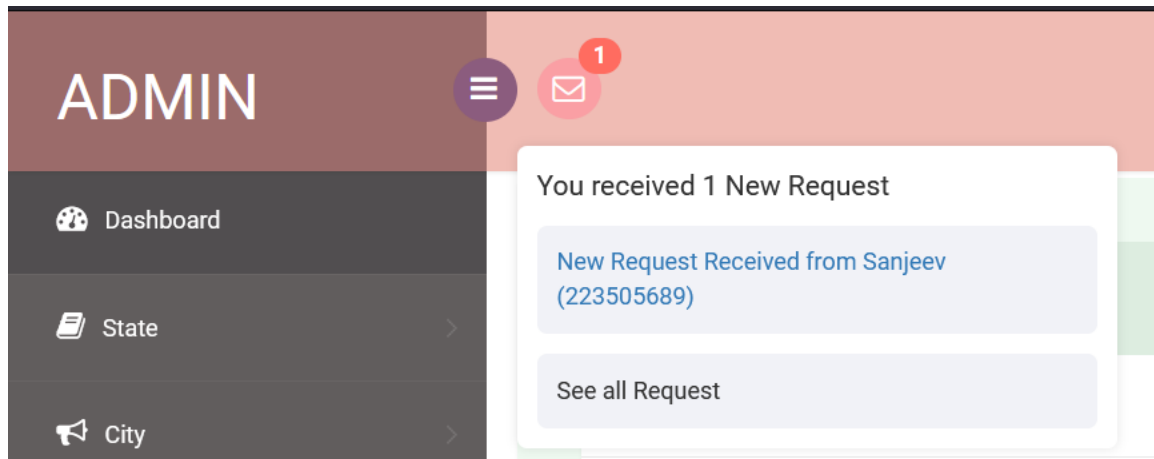 ADMIN
1
You received 1 New Request
Dashboard
New Request Received from Sanjeev
(223505689)
State
See all Request
City